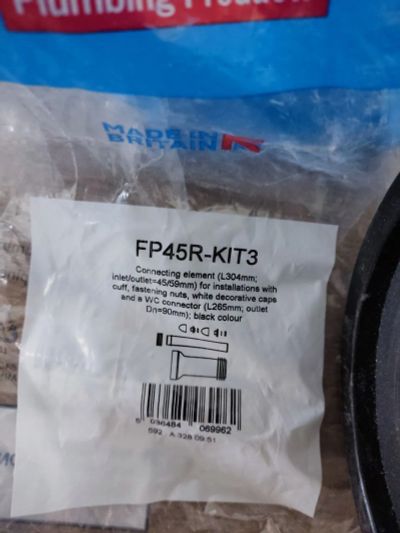 Plumbing Product
MADE IN
BRITAIN
FP45R-KIT3
Connecting element (L304mm;
inlet/outlet=45/59mm) for installations with
cuff, fastening nuts, white decorative caps
and a WC connector (L265mm; outlet
Dn=90mm); black colour
5 036484 069962
592 A-328 09:51